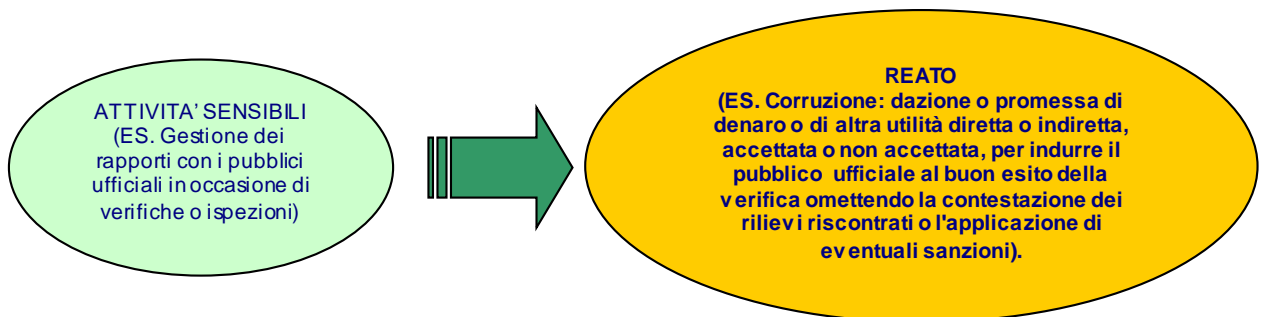 ATTIVITA' SENSIBILI
(ES. Gestione dei
rapporti con i pubblici
ufficiali in occasione di
verifiche o ispezioni)
REATO
(ES. Corruzione: dazione o promessa di
denaro o di altra utilità diretta o indiretta,
accettata o non accettata, per indurre il
pubblico ufficiale al buon esito della
verifica omettendo la contestazione dei
rilievi riscontrati o l'applicazione di
eventuali sanzioni).